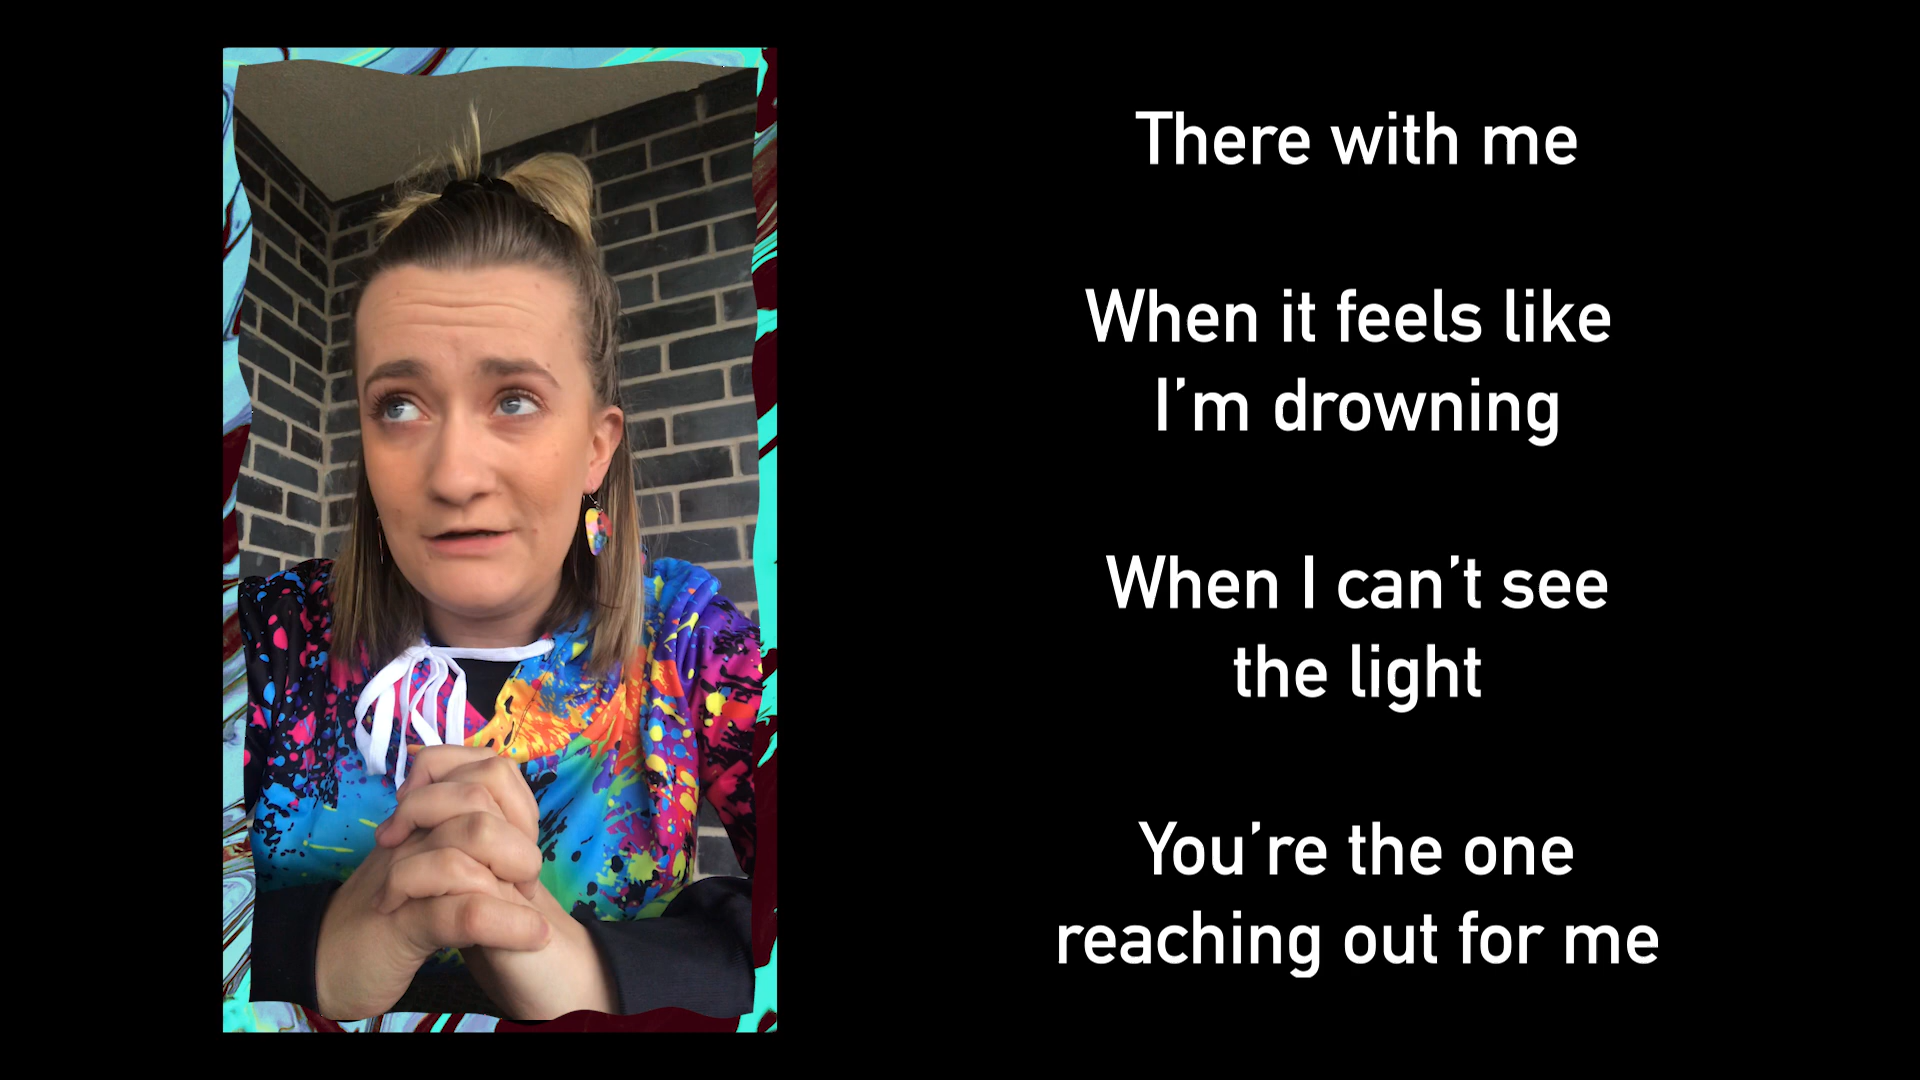 There with me
When it feels like
I'm drowning
When I can't see
the light
You're the one
reaching out for me